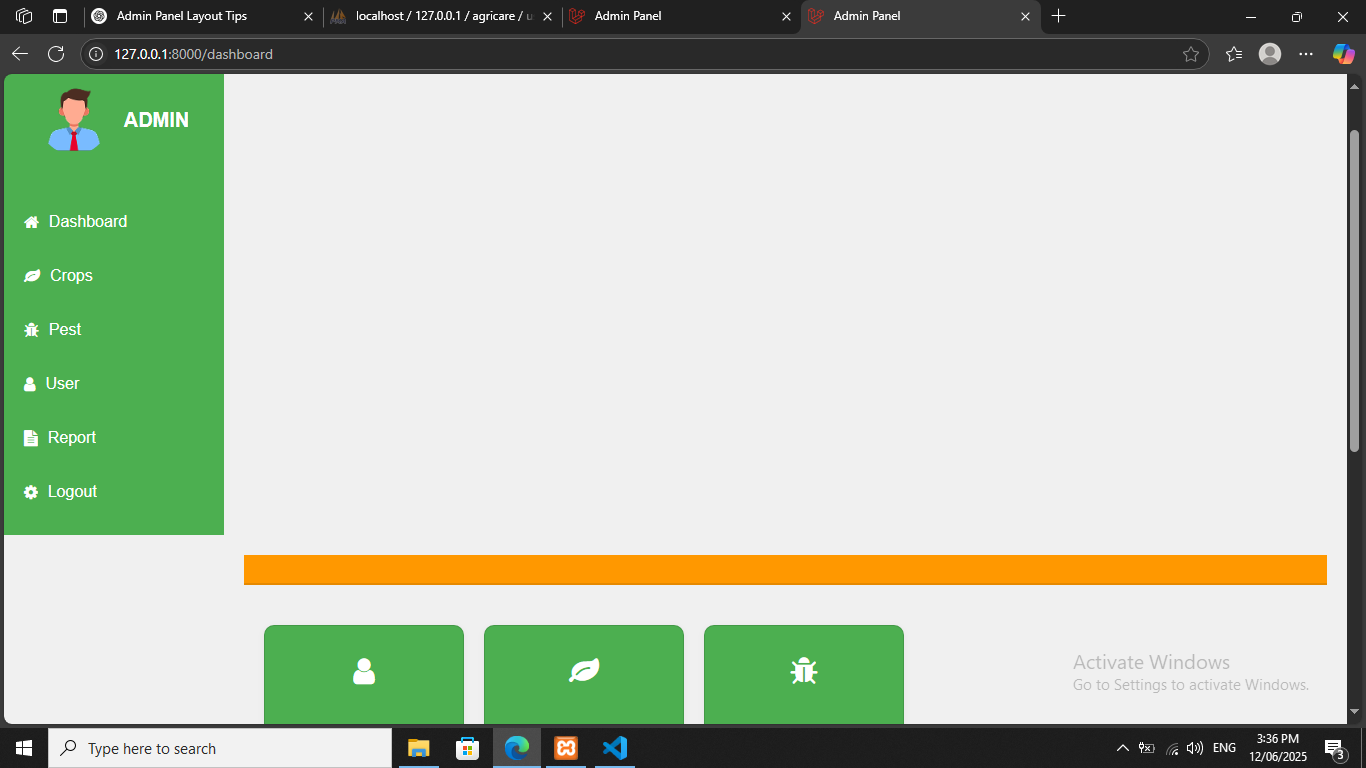 Admin Panel Layout Tips
localhost / 127.0.0.1 / agricare / u
Admin Panel
Admin Panel
127.0.0.1:8000/dashboard
ADMIN
Dashboard
Crops
Pest
User
Report
Logout
Activate Windows
Go to Settings to activate Windows.
Type here to search
ENG
3:36 PM
12/06/2025
3